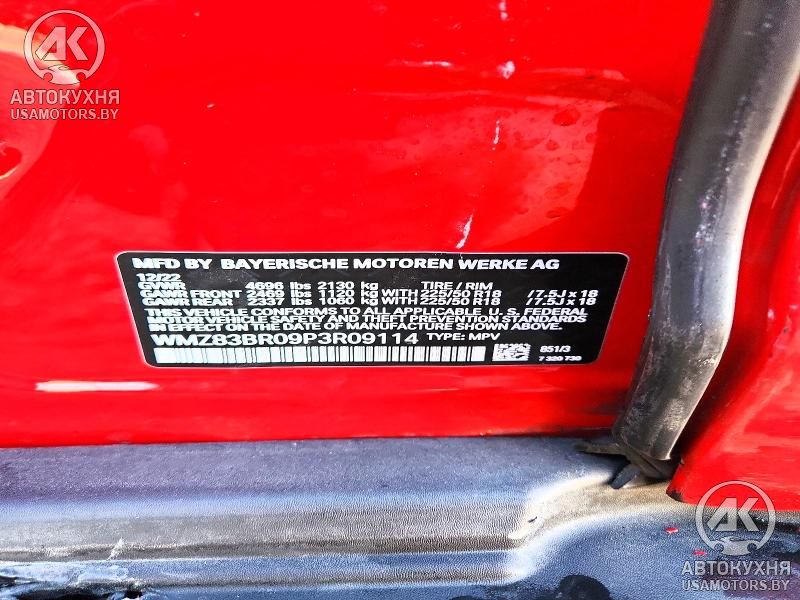 АК
АВТОКУХНЯ
USAMOTORS.BY
MFD BY BAYERISCHE MOTOREN WERKE AG
12/22
GVWR 4696 lbs 2130 kg TIRE / RIM
GAWR FRONT 2469 lbs 1120 kg WITH 225/50 R18 /7.5J x 18
GAWR REAR 2337 lbs 1060 kg WITH 225/50 R18 /7.5J x 18
THIS VEHICLE CONFORMS TO ALL APPLICABLE U. S. FEDERAL
MOTOR VEHICLE SAFETY AND THEFT PREVENTION STANDARDS
IN EFFECT ON THE DATE OF MANUFACTURE SHOWN ABOVE.
WMZ83BR09P3R09114 TYPE: MPV
851/3
7 320 730
АК
АВТОКУХНЯ
USAMOTORS.BY